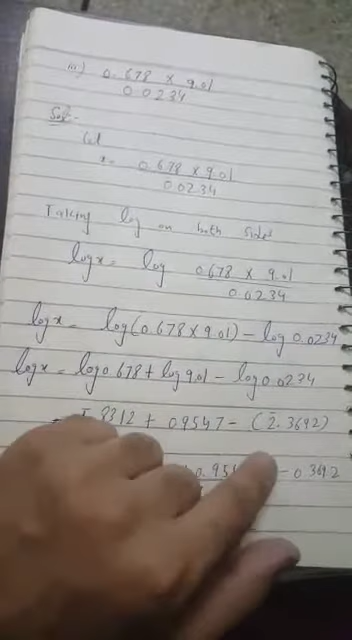 iii) 0.678 × 9.01
0.0234
Sol:-
Let
x = 0.678 × 9.01
0.0234
Taking log on both sides
log x = log 0.678 × 9.01
0.0234
log x = log(0.678 × 9.01) - log 0.0234
log x = log 0.678 + log 9.01 - log 0.0234
8312 + 0.9547 - (2̄.3692)
- 0.3692